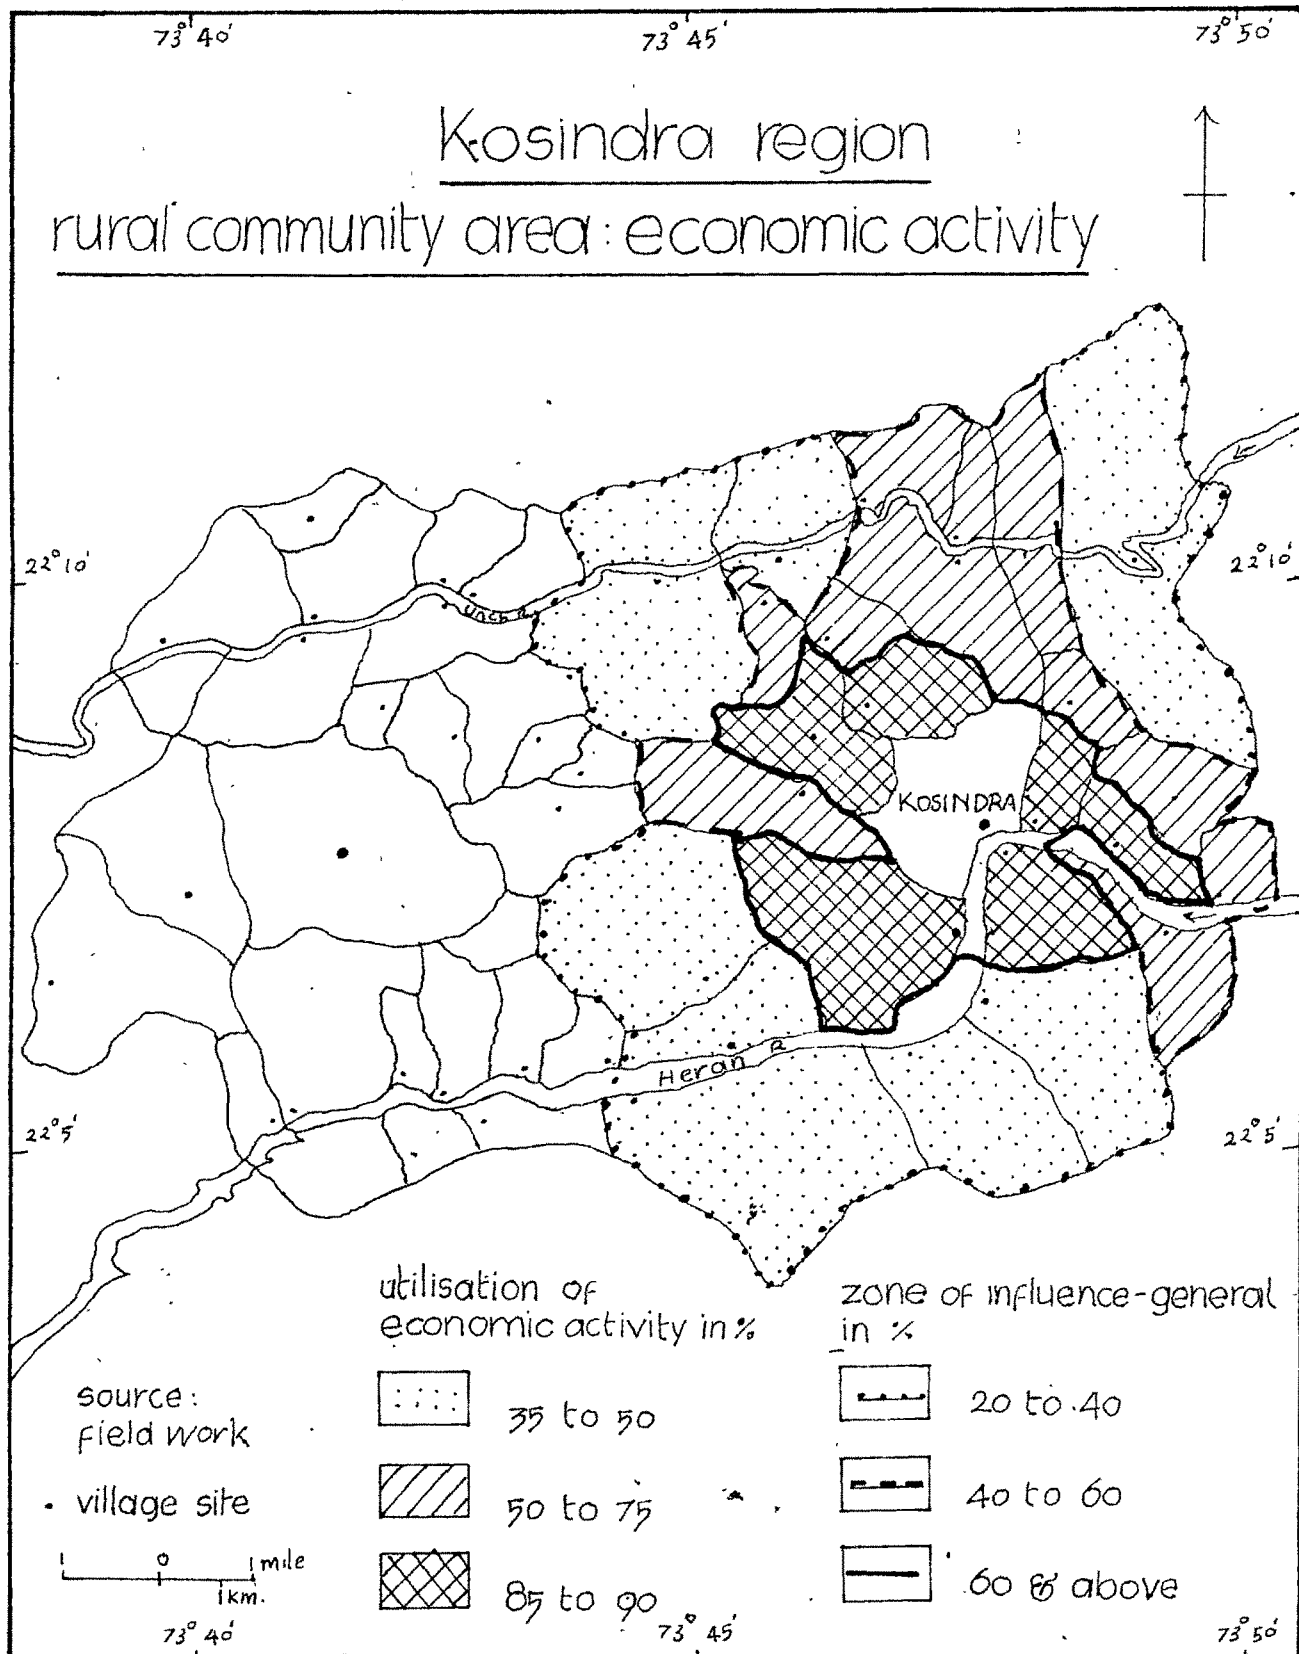 73° 40'
73° 45'
73° 50'
Kosindra region
rural community area: economic activity
22° 10'
22° 10'
Unch R.
KOSINDRA
Heran R
22° 5'
22° 5'
utilisation of
economic activity in %
35 to 50
50 to 75
85 to 90
zone of influence-general
in %
20 to 40
40 to 60
60 & above
source:
field work
village site
1 0 1 mile
1 km.
73° 40'
73° 45'
73° 50'